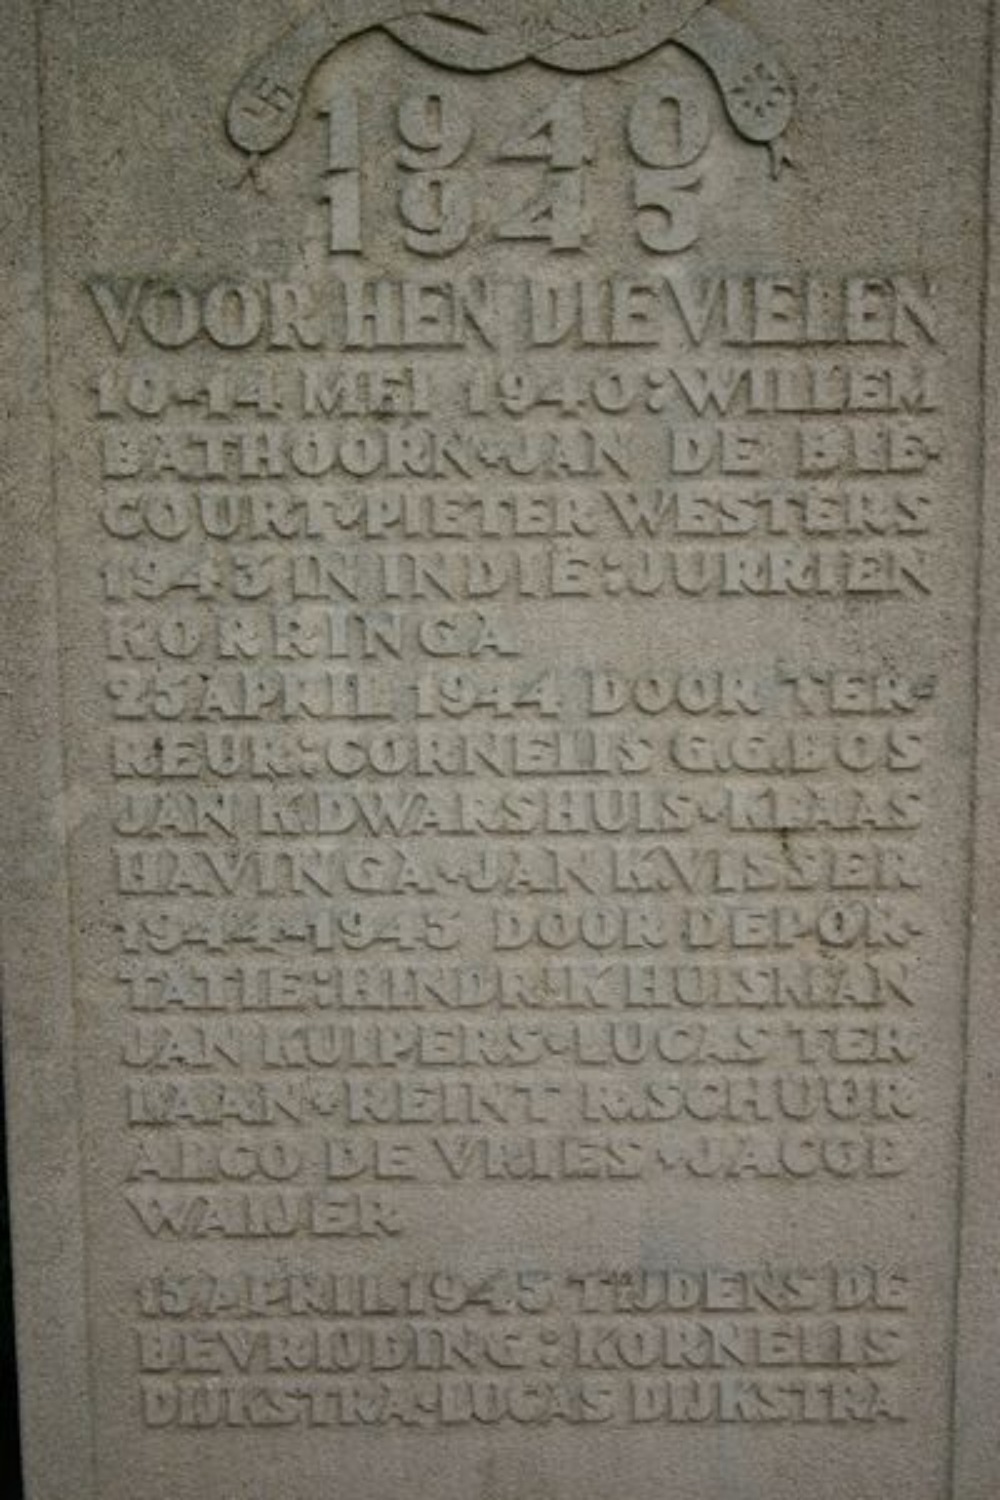 1940
1945
VOOR HEN DIE VIELEN
10-14 MEI 1940: WILLEM
BATHOORN·JAN DE BLE-
COURT·PIETER WESTERS
1943 IN INDIE: JURRIEN
KORRINGA
25 APRIL 1944 DOOR TER-
REUR: CORNELIS G.G.BOS
JAN K.DWARSHUIS·KLAAS
HAVINGA·JAN K.VISSER
1944-1945 DOOR DEPOR-
TATIE: HINDRIK HUISMAN
JAN KUIPERS·LUCAS TER
LAAN·REINT R.SCHUUR
ALGO DE VRIES·JACOB
WAIJER
15 APRIL 1945 TIJDENS DE
BEVRIJDING: KORNELIS
DIJKSTRA·LUCAS DIJKSTRA